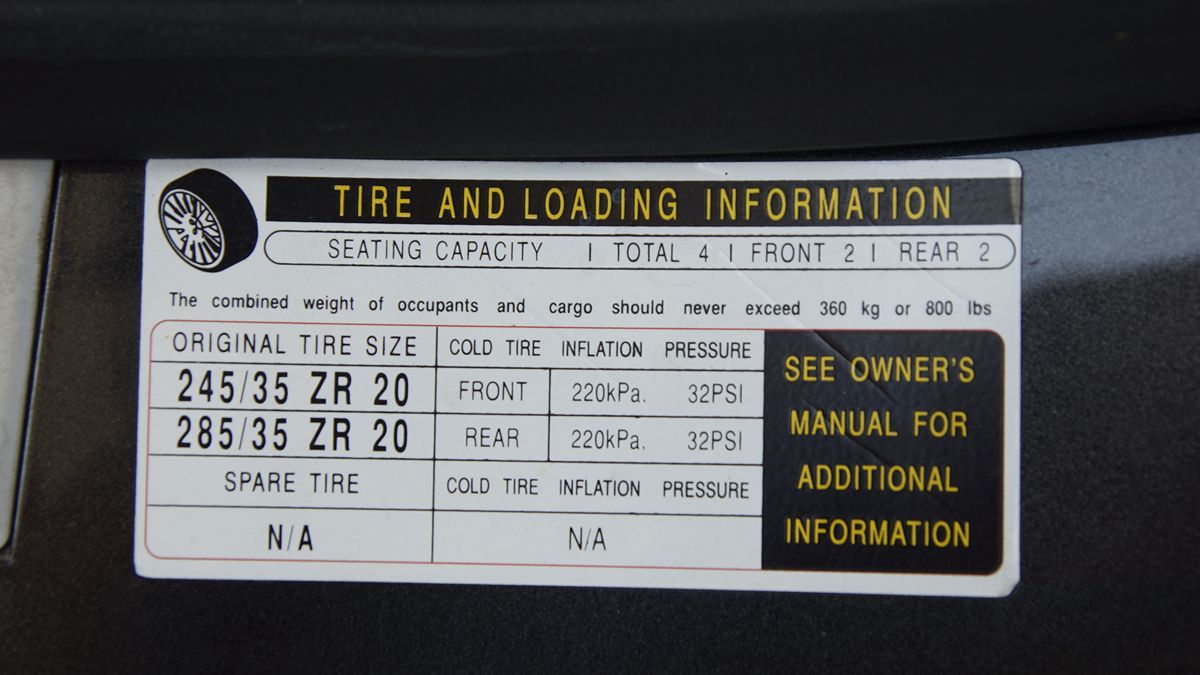 TIRE AND LOADING INFORMATION
SEATING CAPACITY | TOTAL 4 | FRONT 2 | REAR 2
The combined weight of occupants and cargo should never exceed 360 kg or 800 lbs
ORIGINAL TIRE SIZE COLD TIRE INFLATION PRESSURE
245/35 ZR 20 FRONT 220kPa. 32PSI
285/35 ZR 20 REAR 220kPa. 32PSI
SPARE TIRE COLD TIRE INFLATION PRESSURE
N/A N/A
SEE OWNER'S
MANUAL FOR
ADDITIONAL
INFORMATION